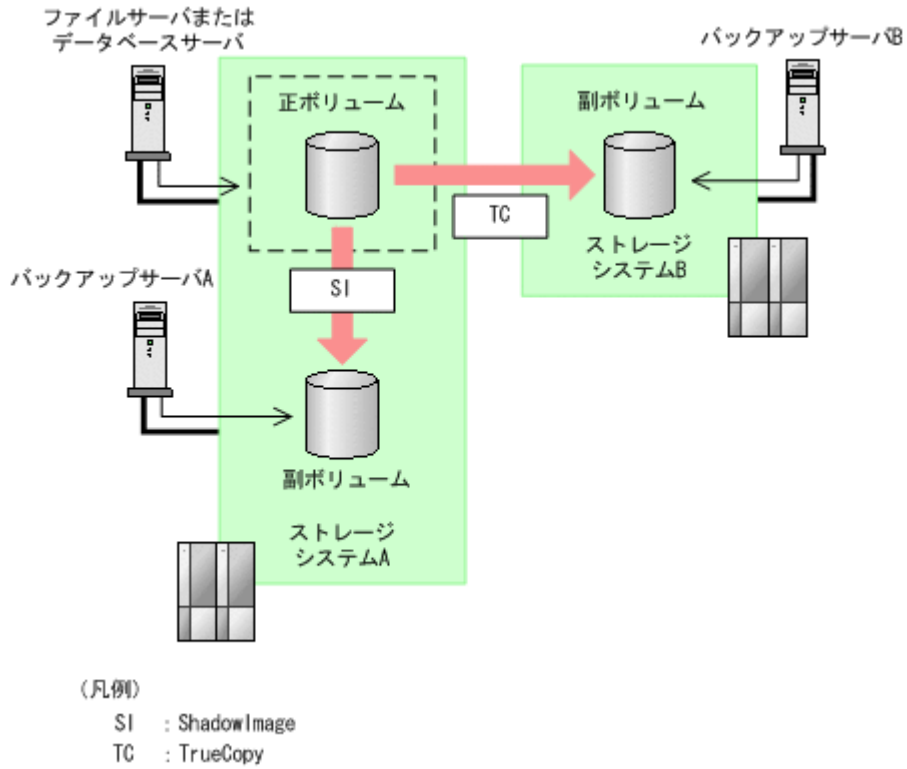 ファイルサーバまたは
データベースサーバ
バックアップサーバB
正ボリューム
副ボリューム
TC
ストレージ
システムB
バックアップサーバA
SI
副ボリューム
ストレージ
システムA
(凡例)
SI : ShadowImage
TC : TrueCopy